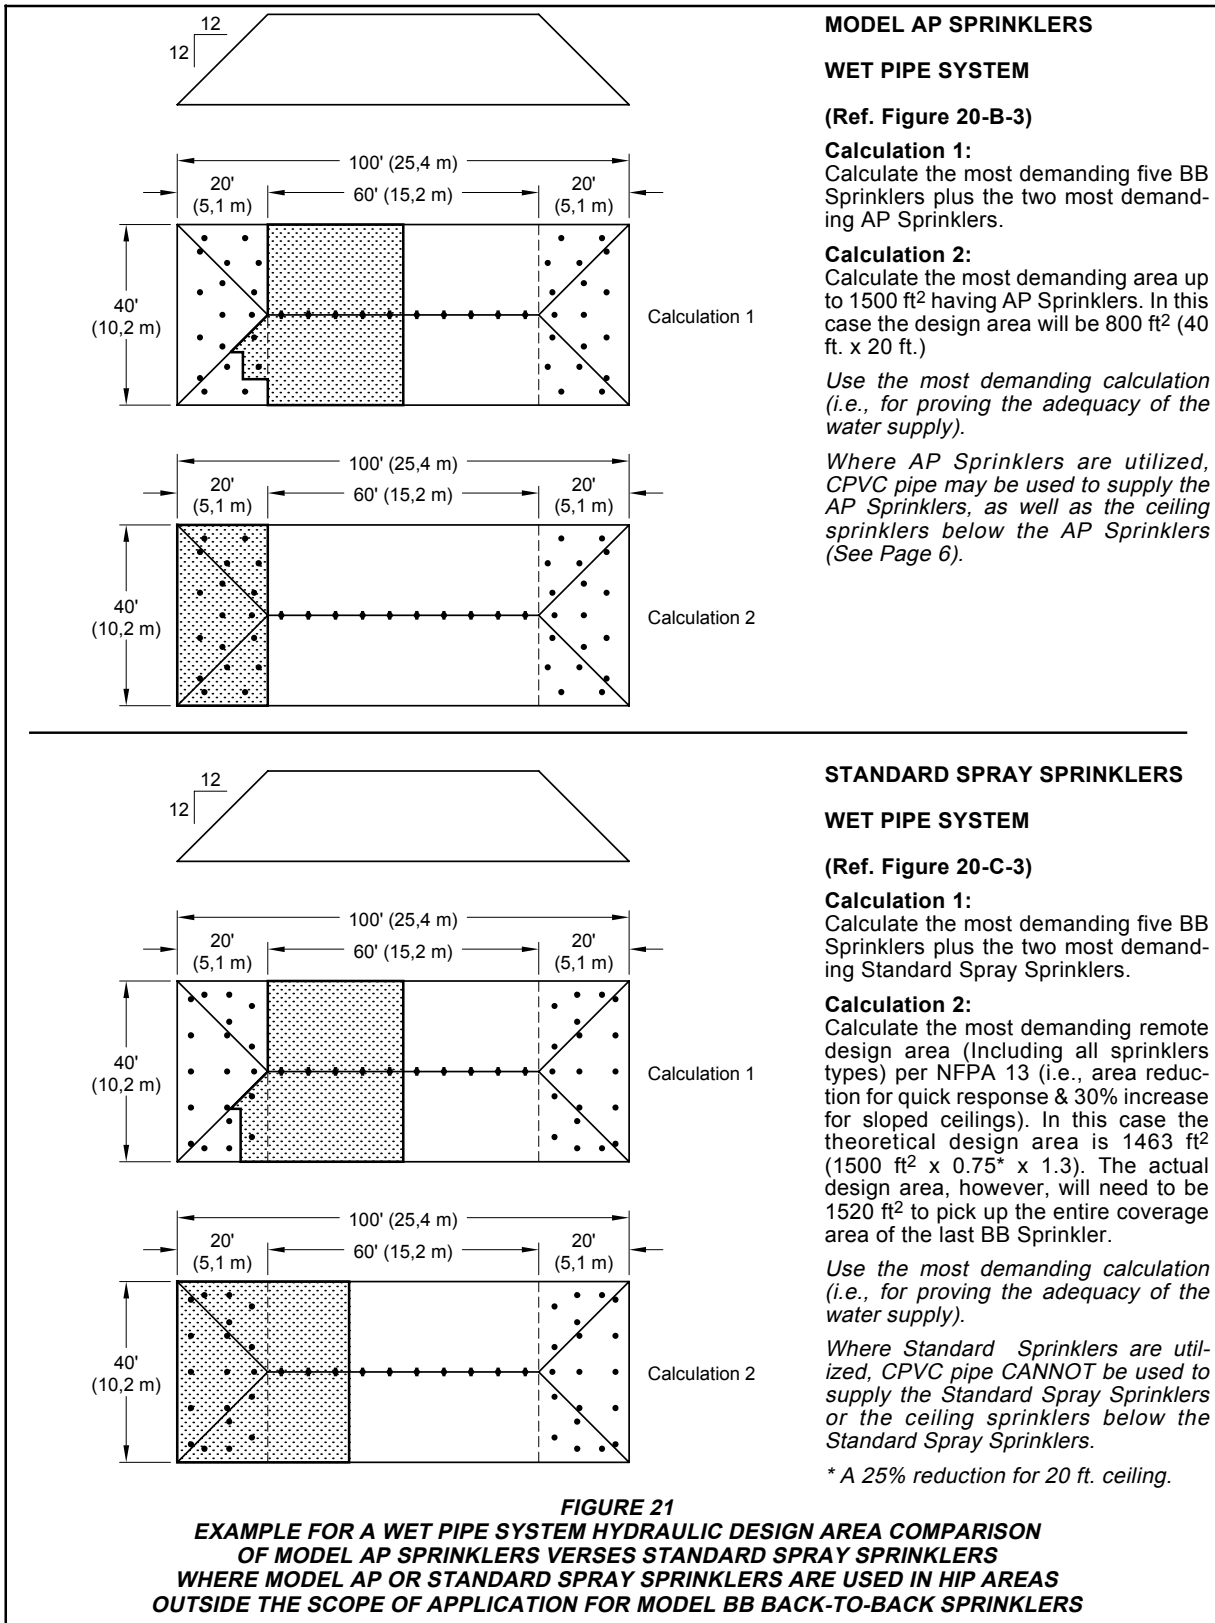 12
12
100' (25,4 m)
20'
(5,1 m)
60' (15,2 m)
20'
(5,1 m)
40'
(10,2 m)
Calculation 1
100' (25,4 m)
20'
(5,1 m)
60' (15,2 m)
20'
(5,1 m)
40'
(10,2 m)
Calculation 2
MODEL AP SPRINKLERS
WET PIPE SYSTEM
(Ref. Figure 20-B-3)
Calculation 1:
Calculate the most demanding five BB
Sprinklers plus the two most demand-
ing AP Sprinklers.
Calculation 2:
Calculate the most demanding area up
to 1500 ft2 having AP Sprinklers. In this
case the design area will be 800 ft2 (40
ft. x 20 ft.)
Use the most demanding calculation
(i.e., for proving the adequacy of the
water supply).
Where AP Sprinklers are utilized,
CPVC pipe may be used to supply the
AP Sprinklers, as well as the ceiling
sprinklers below the AP Sprinklers
(See Page 6).
12
12
100' (25,4 m)
20'
(5,1 m)
60' (15,2 m)
20'
(5,1 m)
40'
(10,2 m)
Calculation 1
100' (25,4 m)
20'
(5,1 m)
60' (15,2 m)
20'
(5,1 m)
40'
(10,2 m)
Calculation 2
STANDARD SPRAY SPRINKLERS
WET PIPE SYSTEM
(Ref. Figure 20-C-3)
Calculation 1:
Calculate the most demanding five BB
Sprinklers plus the two most demand-
ing Standard Spray Sprinklers.
Calculation 2:
Calculate the most demanding remote
design area (Including all sprinklers
types) per NFPA 13 (i.e., area reduc-
tion for quick response & 30% increase
for sloped ceilings). In this case the
theoretical design area is 1463 ft2
(1500 ft2 x 0.75* x 1.3). The actual
design area, however, will need to be
1520 ft2 to pick up the entire coverage
area of the last BB Sprinkler.
Use the most demanding calculation
(i.e., for proving the adequacy of the
water supply).
Where Standard Sprinklers are util-
ized, CPVC pipe CANNOT be used to
supply the Standard Spray Sprinklers
or the ceiling sprinklers below the
Standard Spray Sprinklers.
* A 25% reduction for 20 ft. ceiling.
FIGURE 21
EXAMPLE FOR A WET PIPE SYSTEM HYDRAULIC DESIGN AREA COMPARISON
OF MODEL AP SPRINKLERS VERSES STANDARD SPRAY SPRINKLERS
WHERE MODEL AP OR STANDARD SPRAY SPRINKLERS ARE USED IN HIP AREAS
OUTSIDE THE SCOPE OF APPLICATION FOR MODEL BB BACK-TO-BACK SPRINKLERS